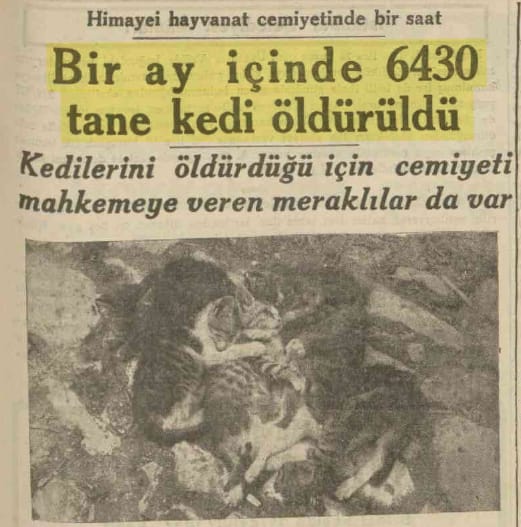 Himayei hayvanat cemiyetinde bir saat
Bir ay içinde 6430
tane kedi öldürüldü
Kedilerini öldürdüğü için cemiyeti
mahkemeye veren meraklılar da var